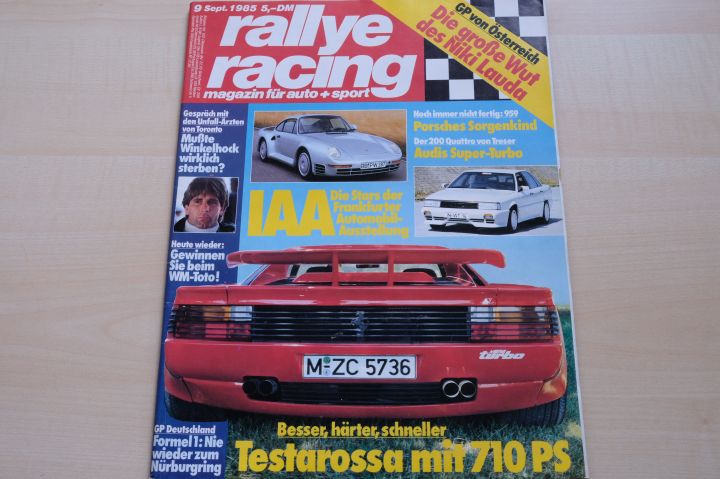 9 Sept. 1985 5,-DM
rallye
racing
magazin für auto + sport
GP von Österreich
Die große Wut
des Niki Lauda
Gespräch mit
den Unfall-Ärzten
von Toronto
Mußte
Winkelhock
wirklich
sterben?
Noch immer nicht fertig: 959
Porsches Sorgenkind
Der 200 Quattro von Treser
Audis Super-Turbo
IAA
Die Stars der
Frankfurter
Automobil-
Ausstellung
Heute wieder:
Gewinnen
Sie beim
WM-Toto!
turbo
M-ZC 5736
GP Deutschland
Formel 1: Nie
wieder zum
Nürburgring
Besser, härter, schneller
Testarossa mit 710 PS